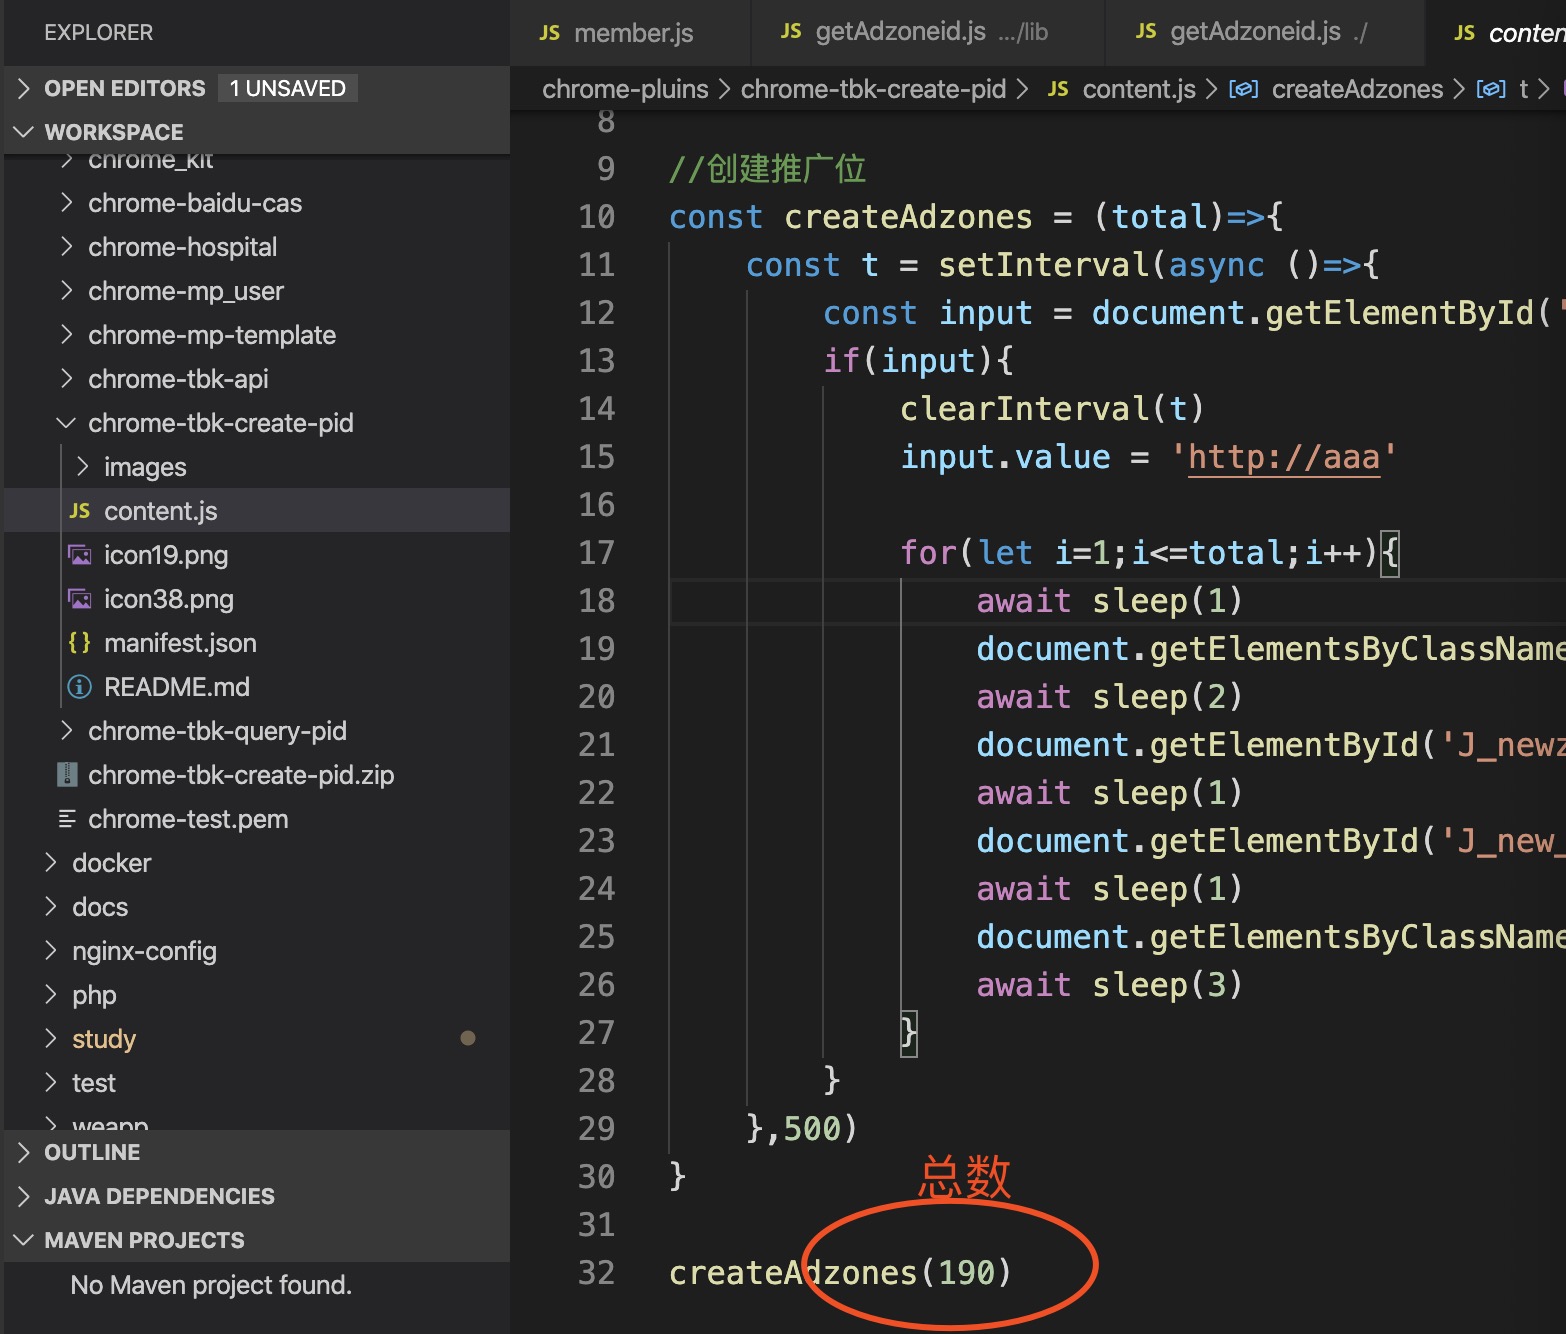 EXPLORER
OPEN EDITORS 1 UNSAVED
WORKSPACE
chrome_kit
chrome-baidu-cas
chrome-hospital
chrome-mp_user
chrome-mp-template
chrome-tbk-api
chrome-tbk-create-pid
images
JS content.js
icon19.png
icon38.png
{} manifest.json
README.md
chrome-tbk-query-pid
chrome-tbk-create-pid.zip
chrome-test.pem
docker
docs
nginx-config
php
study
test
weapp
OUTLINE
JAVA DEPENDENCIES
MAVEN PROJECTS
No Maven project found.
JS member.js JS getAdzoneid.js .../lib JS getAdzoneid.js ./ JS conten
chrome-pluins > chrome-tbk-create-pid > JS content.js > createAdzones > t >
8
9 //创建推广位
10 const createAdzones = (total)=>{
11 const t = setInterval(async ()=>{
12 const input = document.getElementById('
13 if(input){
14 clearInterval(t)
15 input.value = 'http://aaa'
16
17 for(let i=1;i<=total;i++){
18 await sleep(1)
19 document.getElementsByClassName
20 await sleep(2)
21 document.getElementById('J_newz
22 await sleep(1)
23 document.getElementById('J_new_
24 await sleep(1)
25 document.getElementsByClassName
26 await sleep(3)
27 }
28 }
29 },500)
30 }
总数
31
32 createAdzones(190)